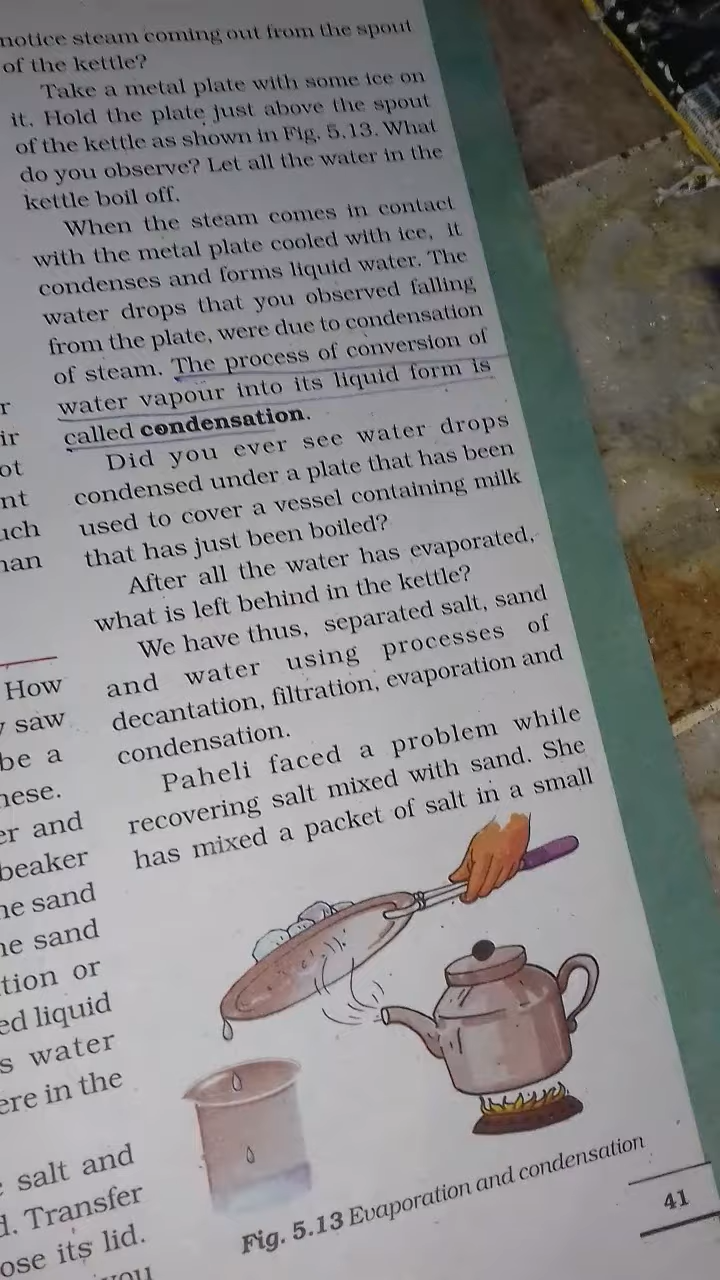 r
ir
ot
nt
uch
nan
How
saw
be a
hese.
er and
beaker
he sand
he sand
tion or
ed liquid
s water
ere in the
salt and
d. Transfer
ose its lid.
you
notice steam coming out from the spout
of the kettle?
Take a metal plate with some ice on
it. Hold the plate just above the spout
of the kettle as shown in Fig. 5.13. What
do you observe? Let all the water in the
kettle boil off.
When the steam comes in contact
with the metal plate cooled with ice, it
condenses and forms liquid water. The
water drops that you observed falling
from the plate, were due to condensation
of steam. The process of conversion of
water vapour into its liquid form is
called condensation.
Did you ever see water drops
condensed under a plate that has been
used to cover a vessel containing milk
that has just been boiled?
After all the water has evaporated,
what is left behind in the kettle?
We have thus, separated salt, sand
and water using processes of
decantation, filtration, evaporation and
condensation.
Paheli faced a problem while
recovering salt mixed with sand. She
has mixed a packet of salt in a small
Fig. 5.13 Evaporation and condensation
41